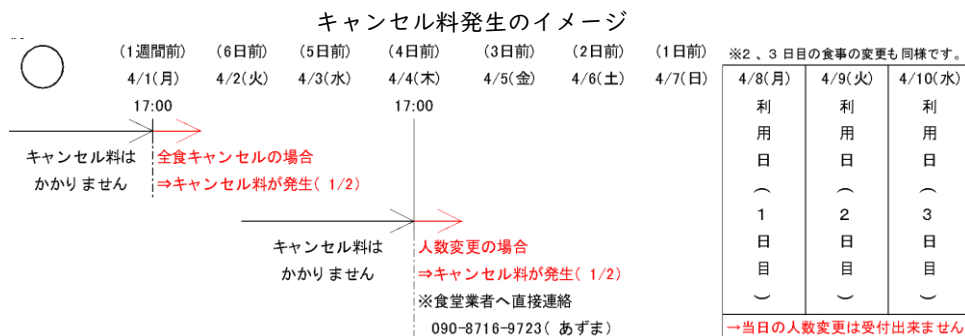 キャンセル料発生のイメージ
(1週間前) (6日前) (5日前) (4日前) (3日前) (2日前) (1日前) ※2、3日目の食事の変更も同様です。
4/1(月) 4/2(火) 4/3(水) 4/4(木) 4/5(金) 4/6(土) 4/7(日) 4/8(月) 4/9(火) 4/10(水)
17:00 17:00
キャンセル料は
かかりません
全食キャンセルの場合
⇒キャンセル料が発生( 1/2)
キャンセル料は
かかりません
人数変更の場合
⇒キャンセル料が発生( 1/2)
※食堂業者へ直接連絡
090-8716-9723( あずま)
利用日(1日目)
利用日(2日目)
利用日(3日目)
→当日の人数変更は受付出来ません